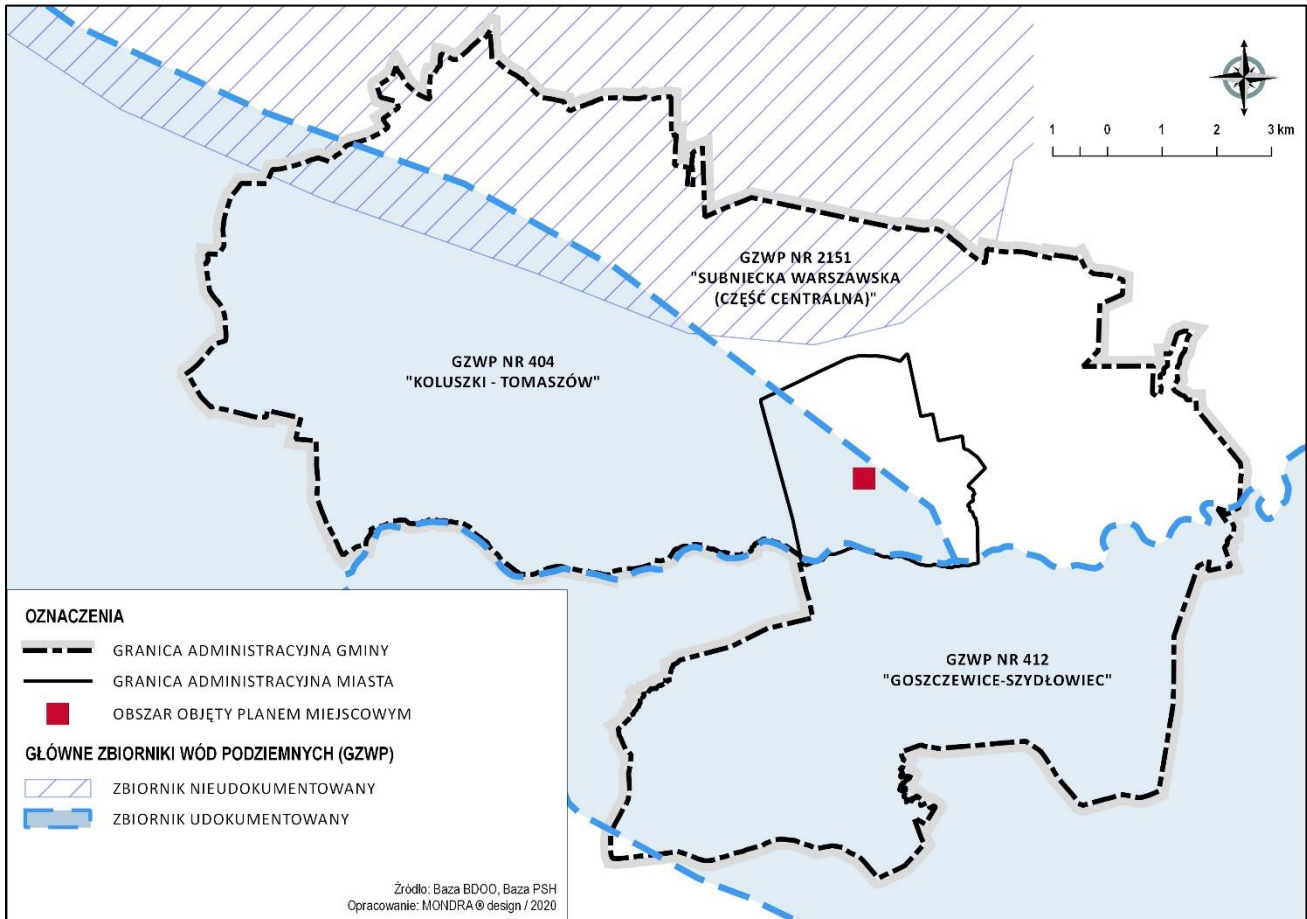 1 0 1 2 3 km
GZWP NR 2151
"SUBNIECKA WARSZAWSKA
(CZĘŚĆ CENTRALNA)"
GZWP NR 404
"KOLUSZKI - TOMASZÓW"
GZWP NR 412
"GOSZCZEWICE-SZYDŁOWIEC"
OZNACZENIA
GRANICA ADMINISTRACYJNA GMINY
GRANICA ADMINISTRACYJNA MIASTA
OBSZAR OBJĘTY PLANEM MIEJSCOWYM
GŁÓWNE ZBIORNIKI WÓD PODZIEMNYCH (GZWP)
ZBIORNIK NIEUDOKUMENTOWANY
ZBIORNIK UDOKUMENTOWANY
Źródło: Baza BDOO, Baza PSH
Opracowanie: MONDRA ® design / 2020